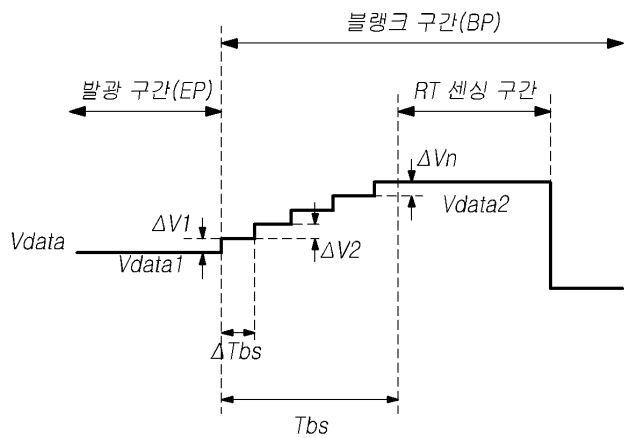 블랭크 구간(BP)
발광 구간(EP)
RT 센싱 구간
ΔVn
ΔV1
Vdata2
Vdata
Vdata1
ΔV2
ΔTbs
Tbs